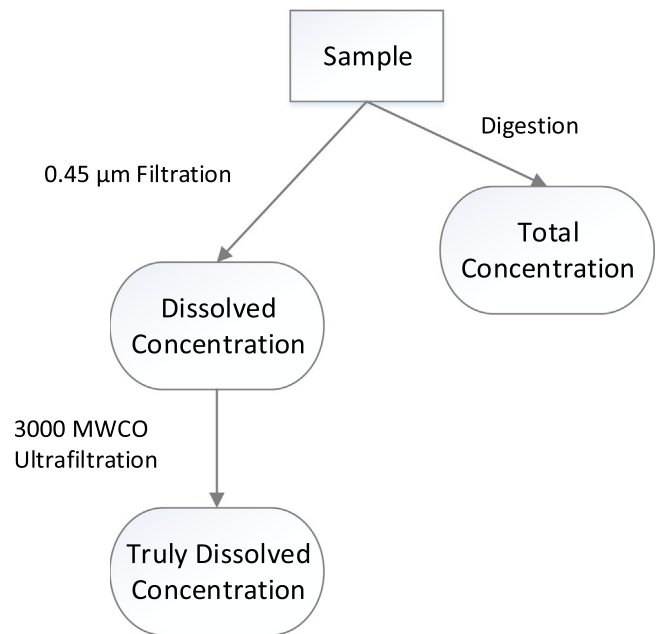 Sample
Digestion
0.45 µm Filtration
Total
Concentration
Dissolved
Concentration
3000 MWCO
Ultrafiltration
Truly Dissolved
Concentration